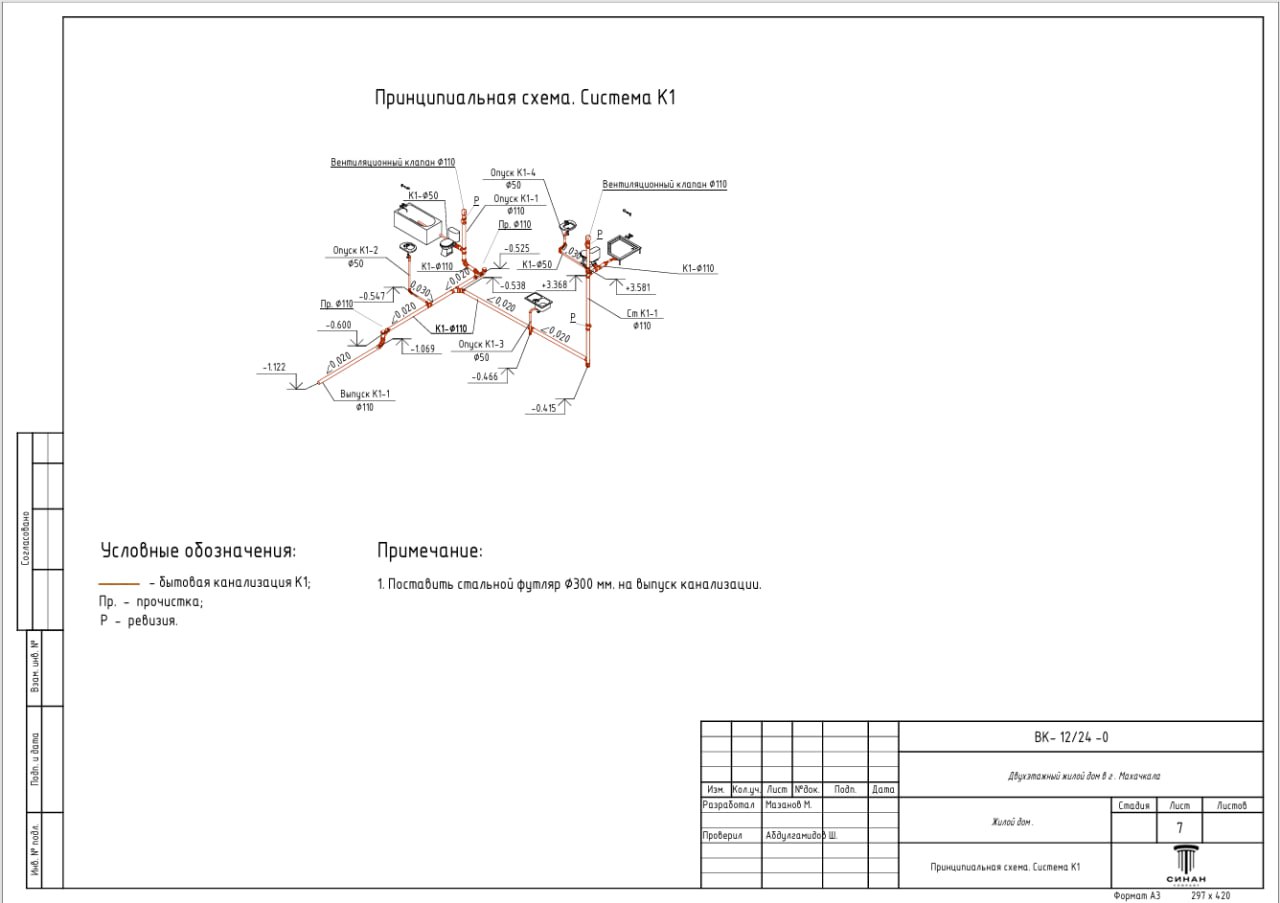 Принципиальная схема. Система К1
Вентиляционный клапан Ф110
Опуск К1-4
Ф50
Вентиляционный клапан Ф110
К1-Ф50
Р
Опуск К1-1
Ф110
Пр. Ф110
Р
Опуск К1-2
Ф50
-0.525
0,030
К1-Ф110
К1-Ф50
К1-Ф110
0,020
-0.538
+3.368
+3.581
0,030
-0.547
Пр. Ф110
0,020
0,020
-0.600
К1-Ф110
Р
Ст К1-1
Ф110
0,020
-1.069
Опуск К1-3
Ф50
0,020
-1.122
-0.466
Выпуск К1-1
Ф110
-0.415
Условные обозначения:
- бытовая канализация К1;
Пр. - прочистка;
Р - ревизия.
Примечание:
1. Поставить стальной футляр Ф300 мм. на выпуск канализации.
Согласовано
Взам. инв. №
Подп. и дата
Инв. № подл.
ВК- 12/24 -0
Двухэтажный жилой дом в г. Махачкала
Изм. Кол.уч. Лист №док. Подп. Дата
Разработал Мазанов М.
Проверил Абдулгамидов Ш.
Жилой дом.
Стадия Лист Листов
7
Принципиальная схема. Система К1
СИНАН
COMPANY
Формат А3 297 х 420